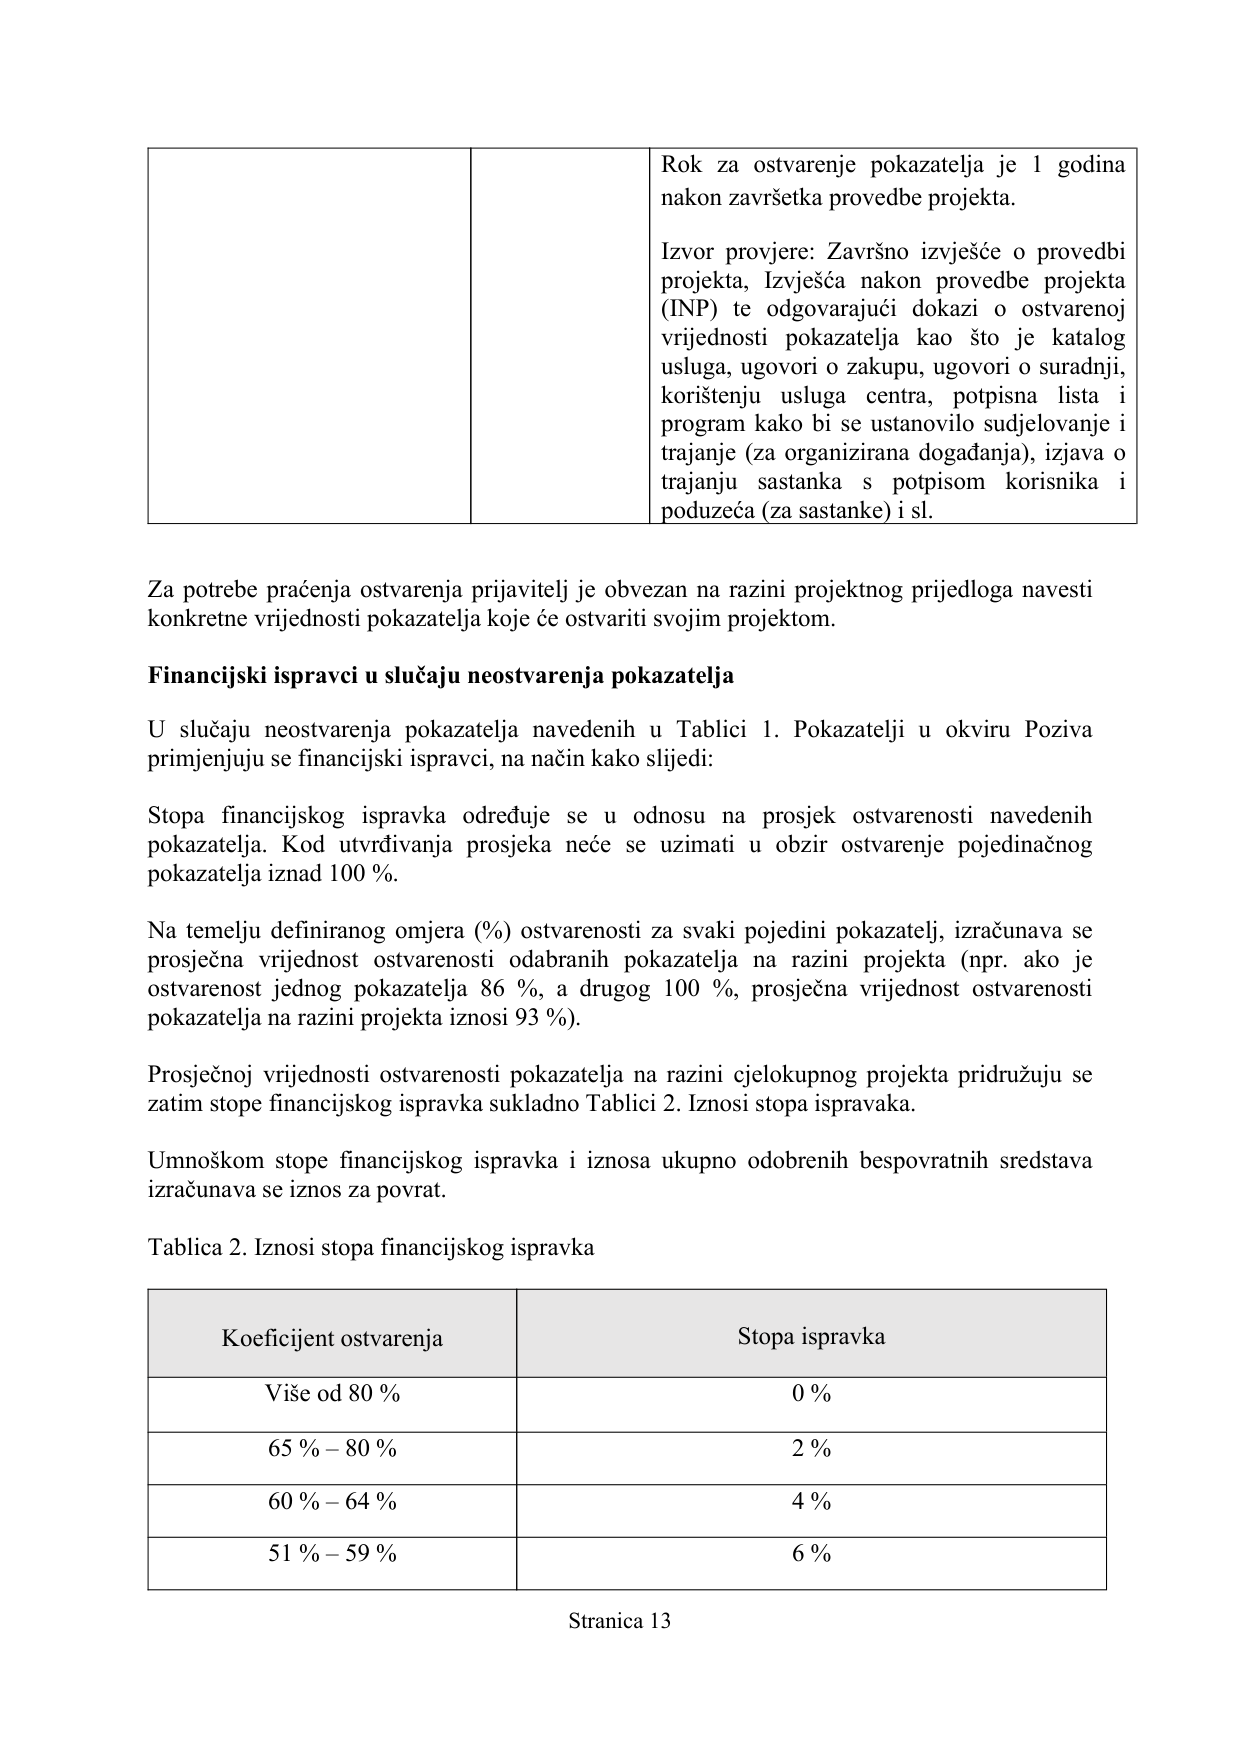 Rok za ostvarenje pokazatelja je 1 godina
nakon završetka provedbe projekta.
Izvor provjere: Završno izvješće o provedbi
projekta, Izvješća nakon provedbe projekta
(INP) te odgovarajući dokazi o ostvarenoj
vrijednosti pokazatelja kao što je katalog
usluga, ugovori o zakupu, ugovori o suradnji,
korištenju usluga centra, potpisna lista i
program kako bi se ustanovilo sudjelovanje i
trajanje (za organizirana događanja), izjava o
trajanju sastanka s potpisom korisnika i
poduzeća (za sastanke) i sl.
Za potrebe praćenja ostvarenja prijavitelj je obvezan na razini projektnog prijedloga navesti
konkretne vrijednosti pokazatelja koje će ostvariti svojim projektom.
Financijski ispravci u slučaju neostvarenja pokazatelja
U slučaju neostvarenja pokazatelja navedenih u Tablici 1. Pokazatelji u okviru Poziva
primjenjuju se financijski ispravci, na način kako slijedi:
Stopa financijskog ispravka određuje se u odnosu na prosjek ostvarenosti navedenih
pokazatelja. Kod utvrđivanja prosjeka neće se uzimati u obzir ostvarenje pojedinačnog
pokazatelja iznad 100 %.
Na temelju definiranog omjera (%) ostvarenosti za svaki pojedini pokazatelj, izračunava se
prosječna vrijednost ostvarenosti odabranih pokazatelja na razini projekta (npr. ako je
ostvarenost jednog pokazatelja 86 %, a drugog 100 %, prosječna vrijednost ostvarenosti
pokazatelja na razini projekta iznosi 93 %).
Prosječnoj vrijednosti ostvarenosti pokazatelja na razini cjelokupnog projekta pridružuju se
zatim stope financijskog ispravka sukladno Tablici 2. Iznosi stopa ispravaka.
Umnoškom stope financijskog ispravka i iznosa ukupno odobrenih bespovratnih sredstava
izračunava se iznos za povrat.
Tablica 2. Iznosi stopa financijskog ispravka
Koeficijent ostvarenja Stopa ispravka
Više od 80 % 0 %
65 % – 80 % 2 %
60 % – 64 % 4 %
51 % – 59 % 6 %
Stranica 13